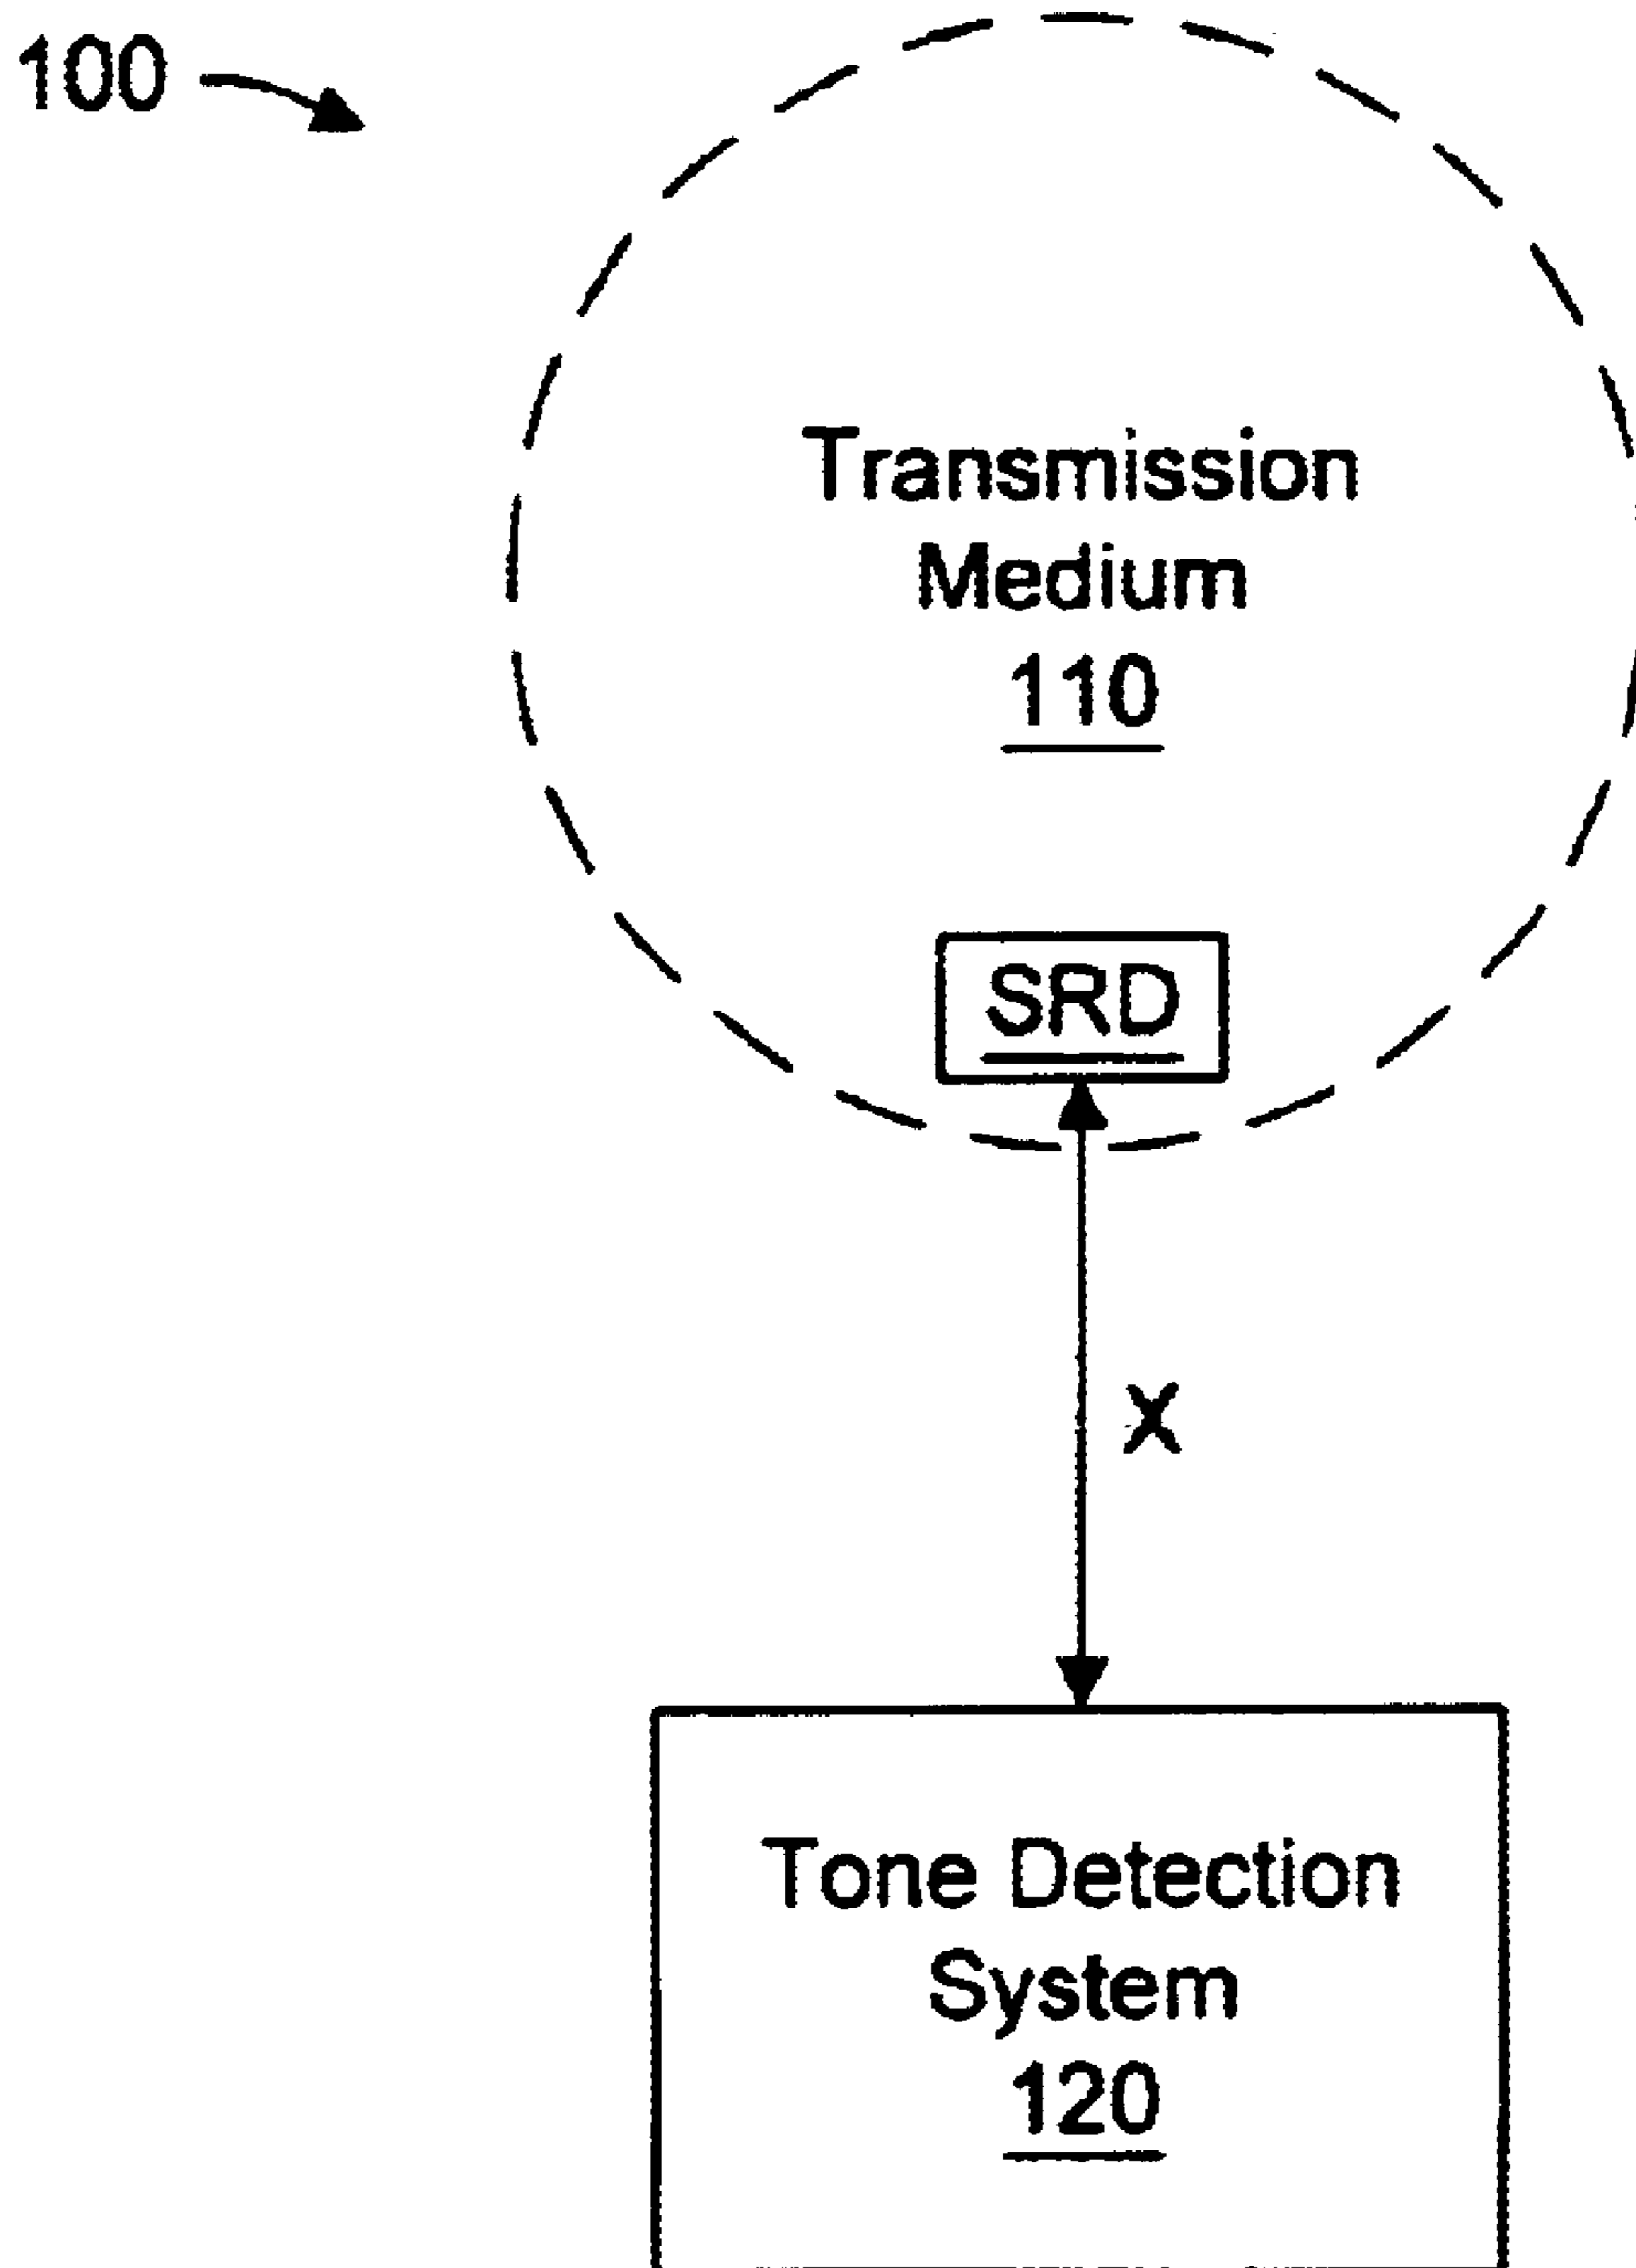 100
Transmission
Medium
110
SRD
X
Tone Detection
System
120